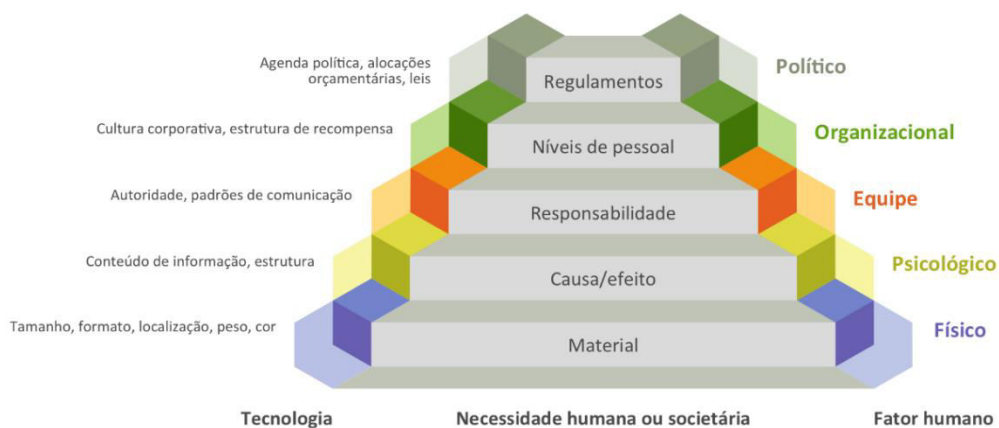 Agenda política, alocações
orçamentárias, leis
Regulamentos
Político
Cultura corporativa, estrutura de recompensa
Níveis de pessoal
Organizacional
Autoridade, padrões de comunicação
Responsabilidade
Equipe
Conteúdo de informação, estrutura
Causa/efeito
Psicológico
Tamanho, formato, localização, peso, cor
Material
Físico
Tecnologia
Necessidade humana ou societária
Fator humano